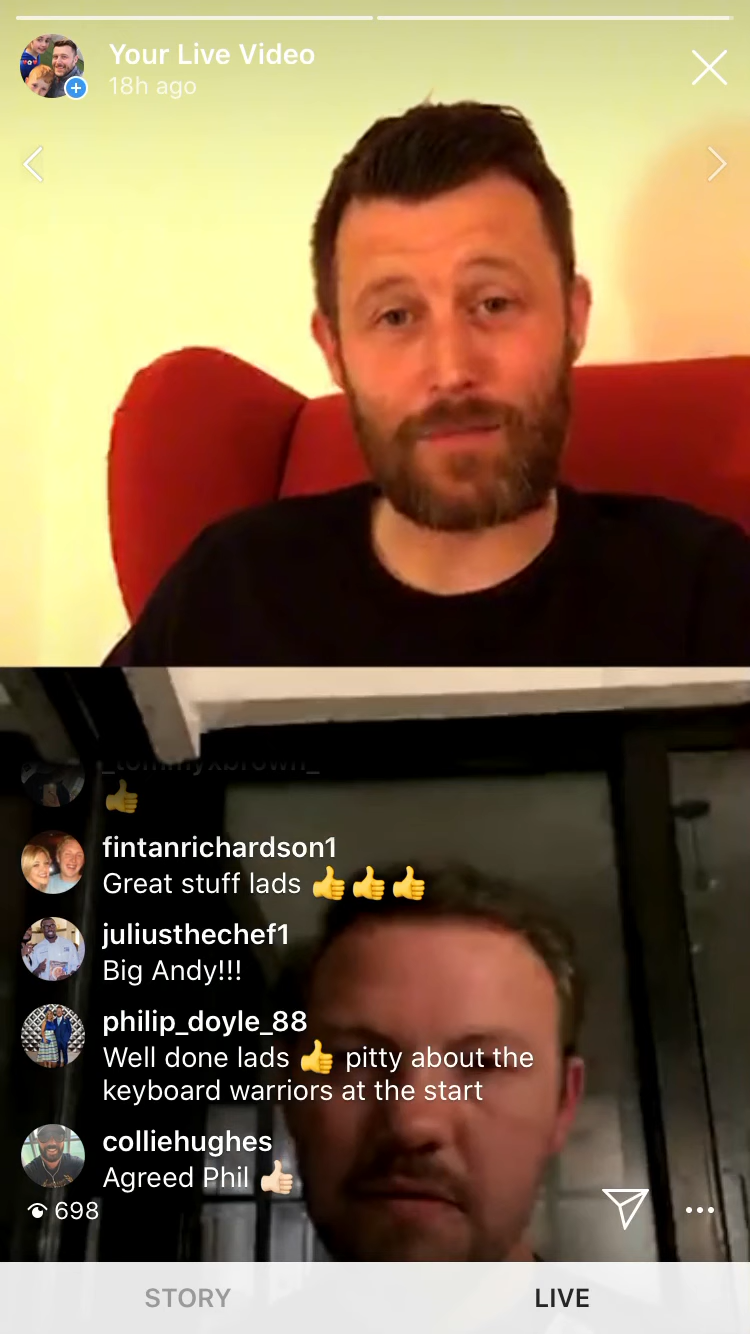 Your Live Video
18h ago
_tommyxbrown_
👍
fintanrichardson1
Great stuff lads 👍👍👍
juliusthechef1
Big Andy!!!
philip_doyle_88
Well done lads 👍 pitty about the
keyboard warriors at the start
colliehughes
Agreed Phil 👍🏻
698
STORY
LIVE